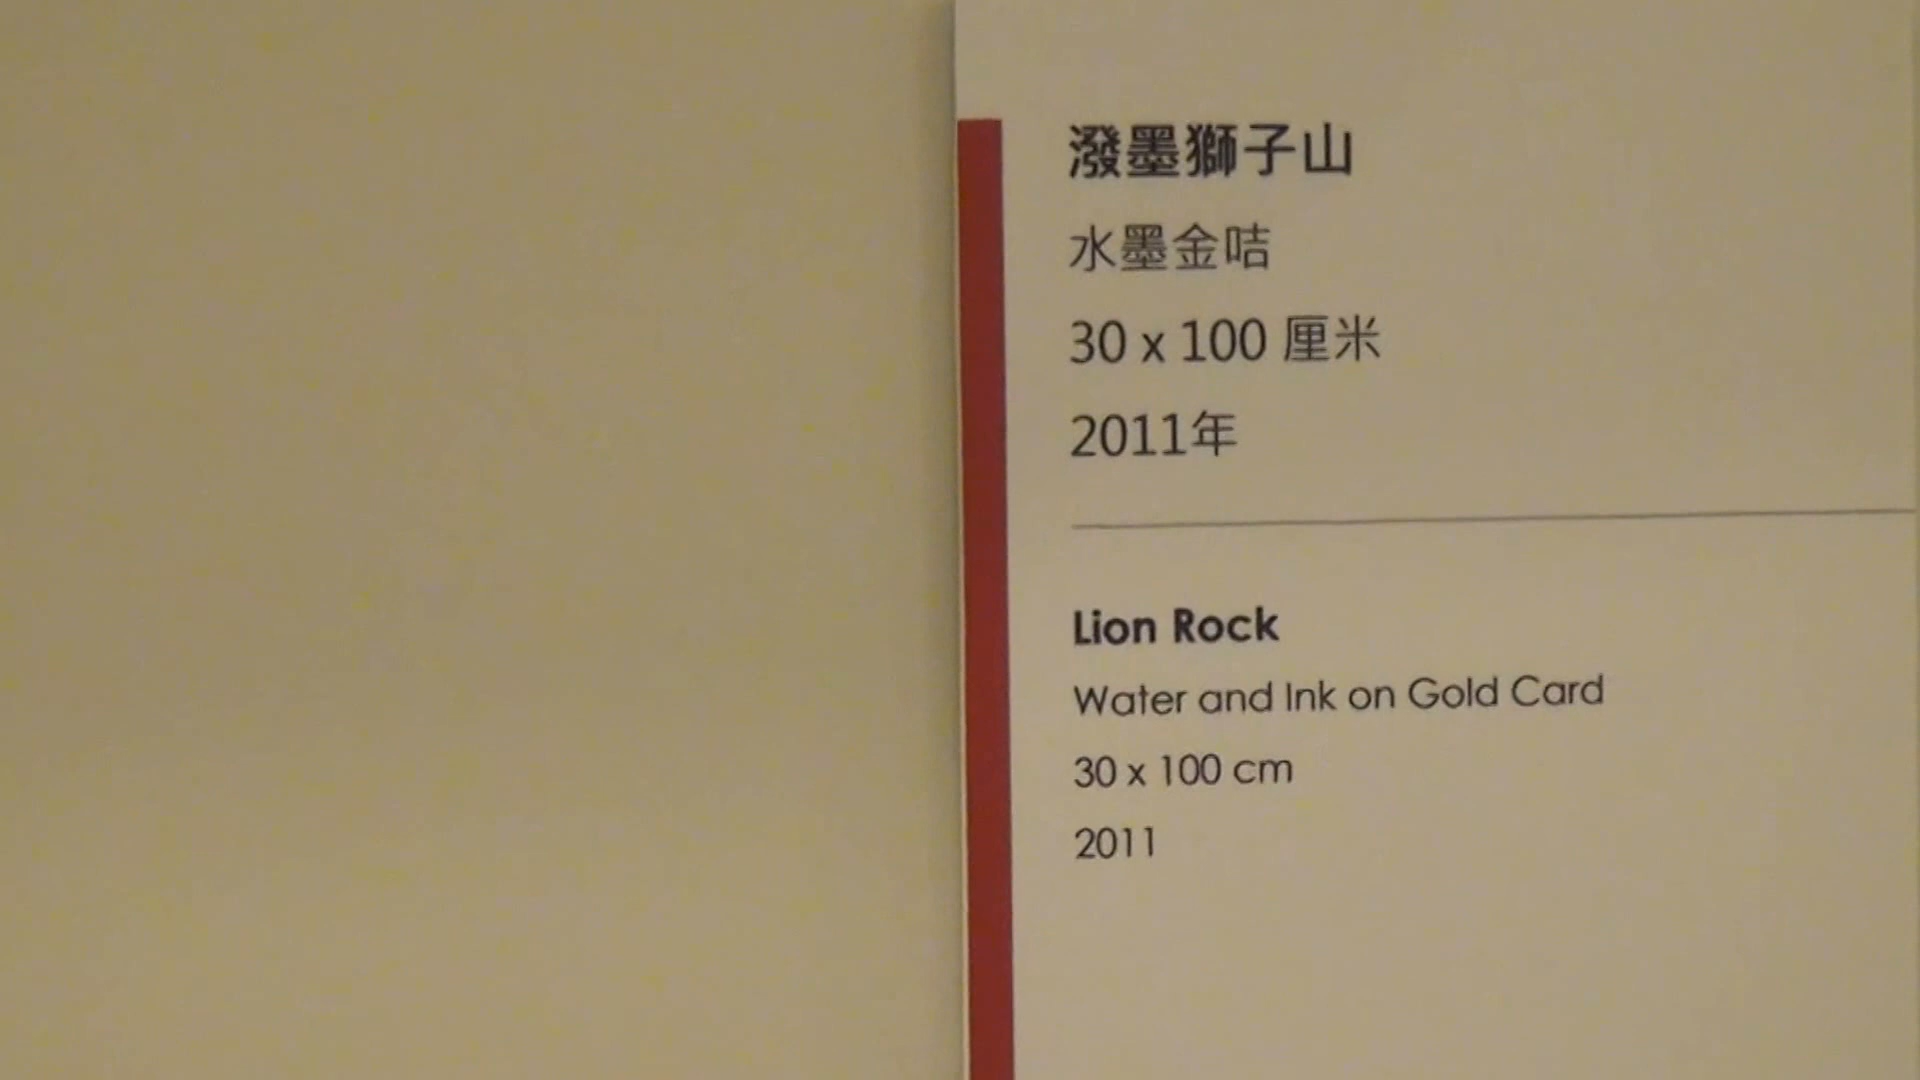 潑墨獅子山
水墨金咭
30 x 100 厘米
2011年
Lion Rock
Water and Ink on Gold Card
30 x 100 cm
2011